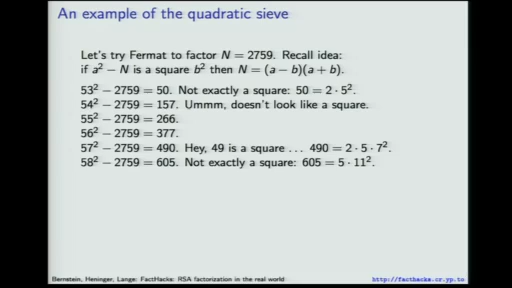 An example of the quadratic sieve
Let's try Fermat to factor N = 2759. Recall idea:
if a² − N is a square b² then N = (a − b)(a + b).
53² − 2759 = 50. Not exactly a square: 50 = 2 · 5².
54² − 2759 = 157. Ummm, doesn't look like a square.
55² − 2759 = 266.
56² − 2759 = 377.
57² − 2759 = 490. Hey, 49 is a square ... 490 = 2 · 5 · 7².
58² − 2759 = 605. Not exactly a square: 605 = 5 · 11².
Bernstein, Heninger, Lange: FactHacks: RSA factorization in the real world
http://facthacks.cr.yp.to